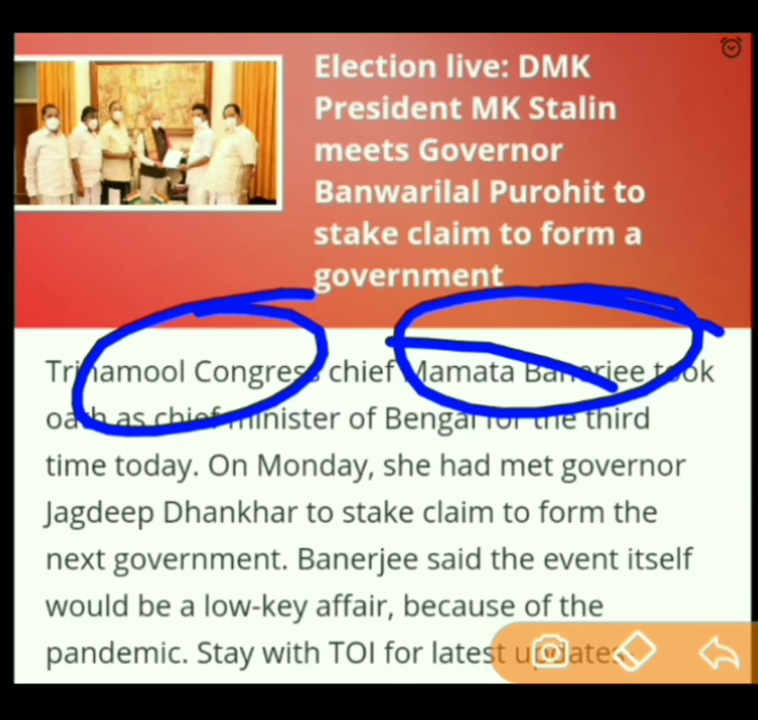 Election live: DMK
President MK Stalin
meets Governor
Banwarilal Purohit to
stake claim to form a
government
Trinamool Congress chief Mamata Banerjee took
oath as chief minister of Bengal for the third
time today. On Monday, she had met governor
Jagdeep Dhankhar to stake claim to form the
next government. Banerjee said the event itself
would be a low-key affair, because of the
pandemic. Stay with TOI for latest updates.